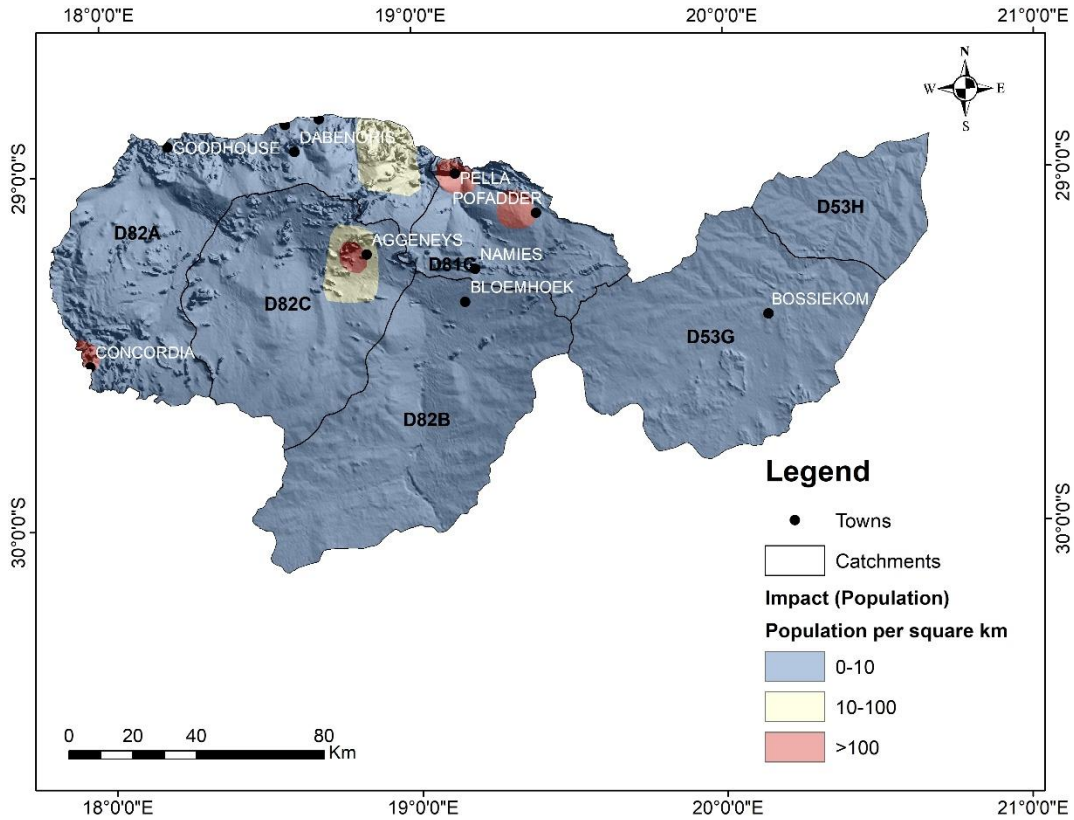 18°0'0"E
19°0'0"E
20°0'0"E
21°0'0"E
N
W
E
S
29°0'0"S
29°0'0"S
GOODHOUSE
DABENORIS
PELLA
POFADDER
D53H
D82A
AGGENEYS
D81G
NAMIES
BLOEMHOEK
D82C
BOSSIEKOM
D53G
CONCORDIA
D82B
30°0'0"S
30°0'0"S
Legend
Towns
Catchments
Impact (Population)
Population per square km
0-10
10-100
>100
0 20 40 80
Km
18°0'0"E
19°0'0"E
20°0'0"E
21°0'0"E